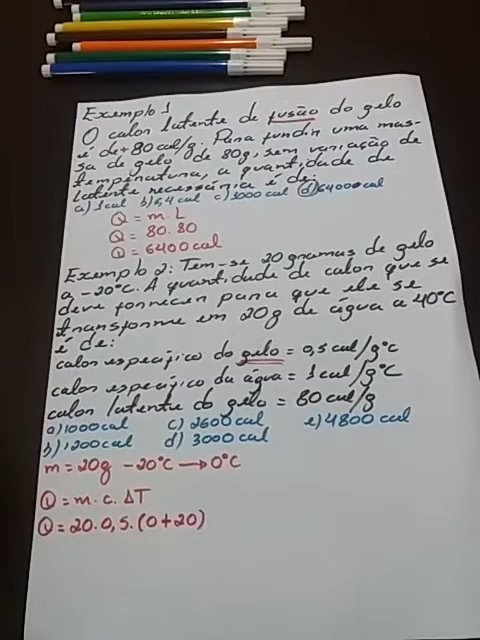 Exemplo 1
O calor latente de fusão do gelo
é de +80 cal/g. Para fundir uma mas-
sa de gelo de 80g, sem variação de
temperatura, a quantidade de
latente necessária é de:
a) 1 cal b) 6,4 cal c) 1000 cal d) 6400 cal
Q = m.L
Q = 80.80
Q = 6400 cal
Exemplo 2: Tem-se 20 gramas de gelo
a -20°C. A quantidade de calor que se
deve fornecer para que ele se
transforme em 20g de água a 40°C
é de:
calor específico do gelo = 0,5 cal/g°C
calor específico da água = 1 cal/g°C
calor latente do gelo = 80 cal/g
a) 1000 cal c) 2600 cal e) 4800 cal
b) 1200 cal d) 3000 cal
m = 20g -20°C → 0°C
Q = m.c.ΔT
Q = 20.0,5.(0+20)